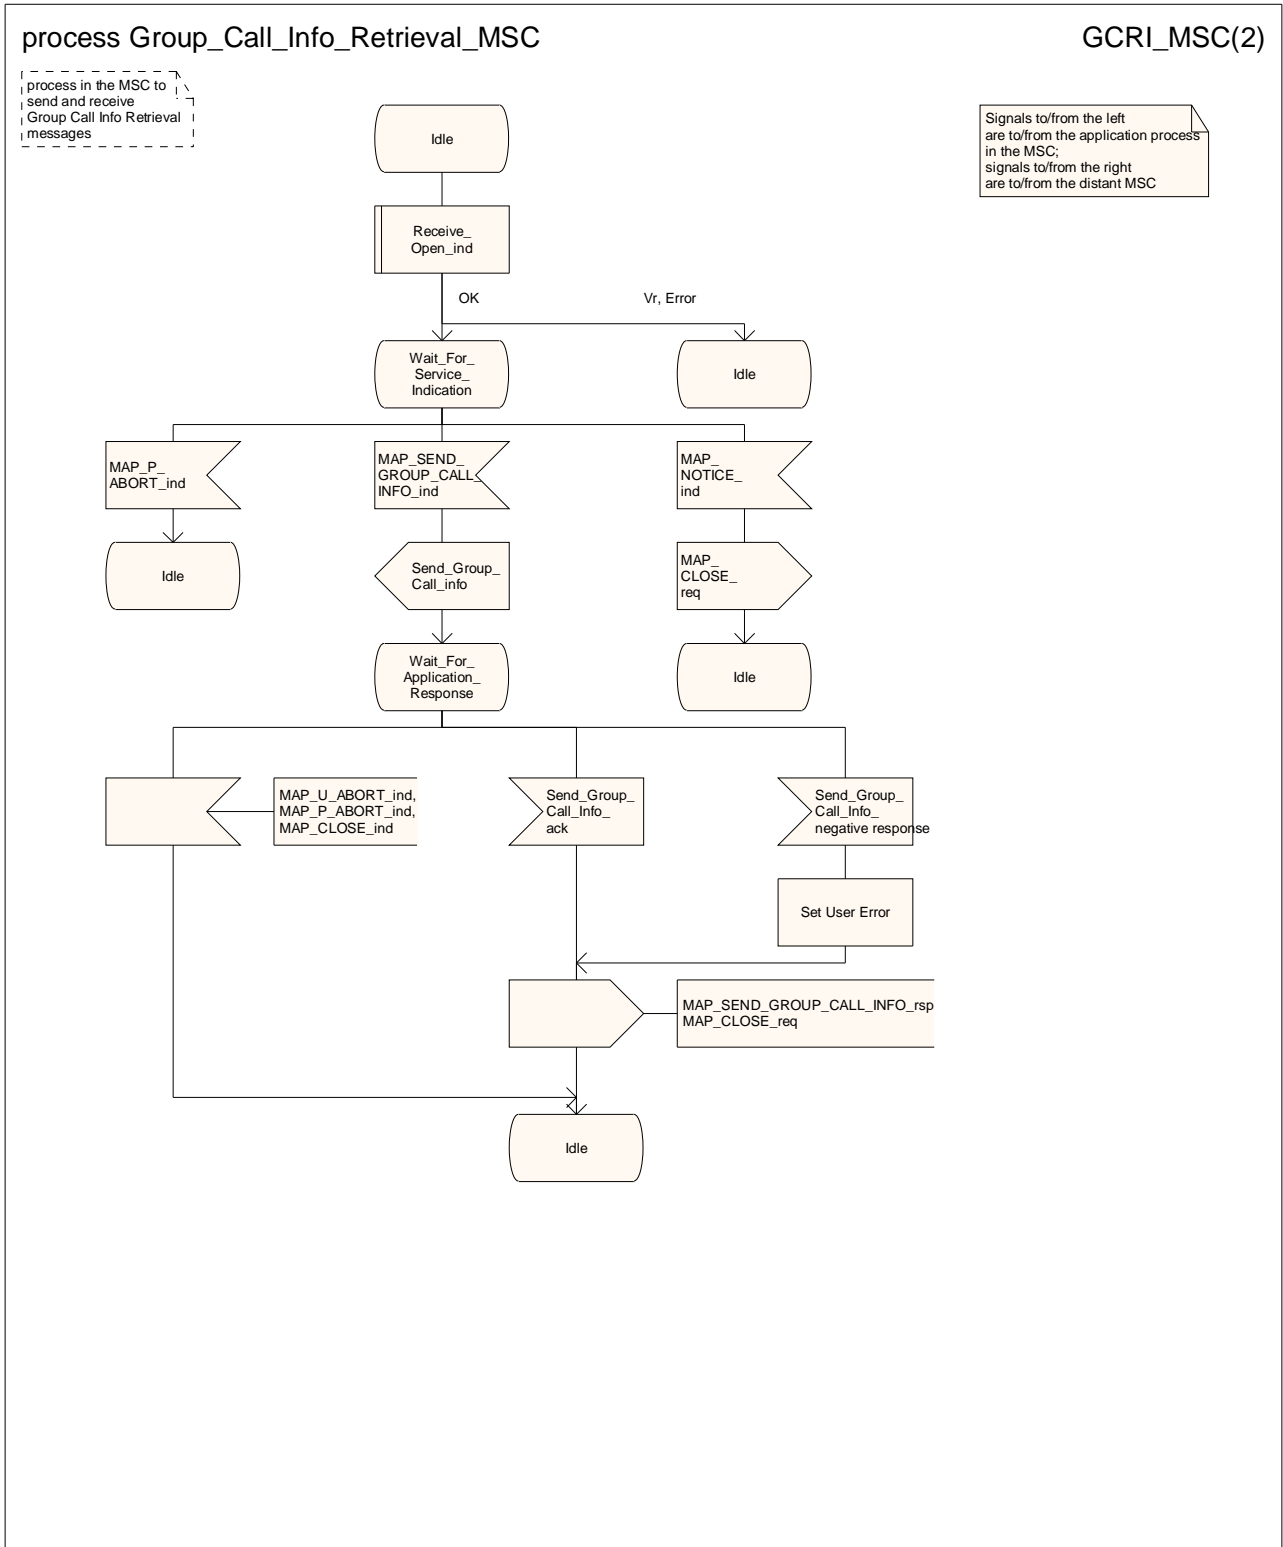 process Group_Call_Info_Retrieval_MSC
GCRI_MSC(2)
process in the MSC to
send and receive
Group Call Info Retrieval
messages
Signals to/from the left
are to/from the application process
in the MSC;
signals to/from the right
are to/from the distant MSC
Idle
Receive_
Open_ind
OK
Vr, Error
Wait_For_
Service_
Indication
Idle
MAP_P_
ABORT_ind
MAP_SEND_
GROUP_CALL_
INFO_ind
MAP_
NOTICE_
ind
Idle
Send_Group_
Call_info
MAP_
CLOSE_
req
Wait_For_
Application_
Response
Idle
MAP_U_ABORT_ind,
MAP_P_ABORT_ind,
MAP_CLOSE_ind
Send_Group_
Call_Info_
ack
Send_Group_
Call_Info_
negative response
Set User Error
MAP_SEND_GROUP_CALL_INFO_rsp
MAP_CLOSE_req
Idle